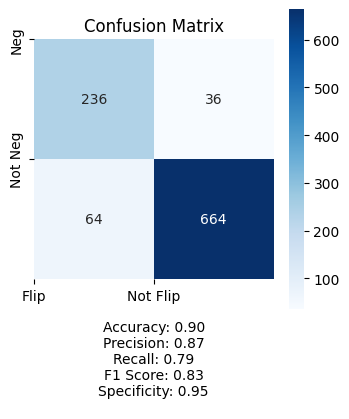 Confusion Matrix
Neg
236 36
Not Neg
64 664
Flip Not Flip
600
500
400
300
200
100
Accuracy: 0.90
Precision: 0.87
Recall: 0.79
F1 Score: 0.83
Specificity: 0.95